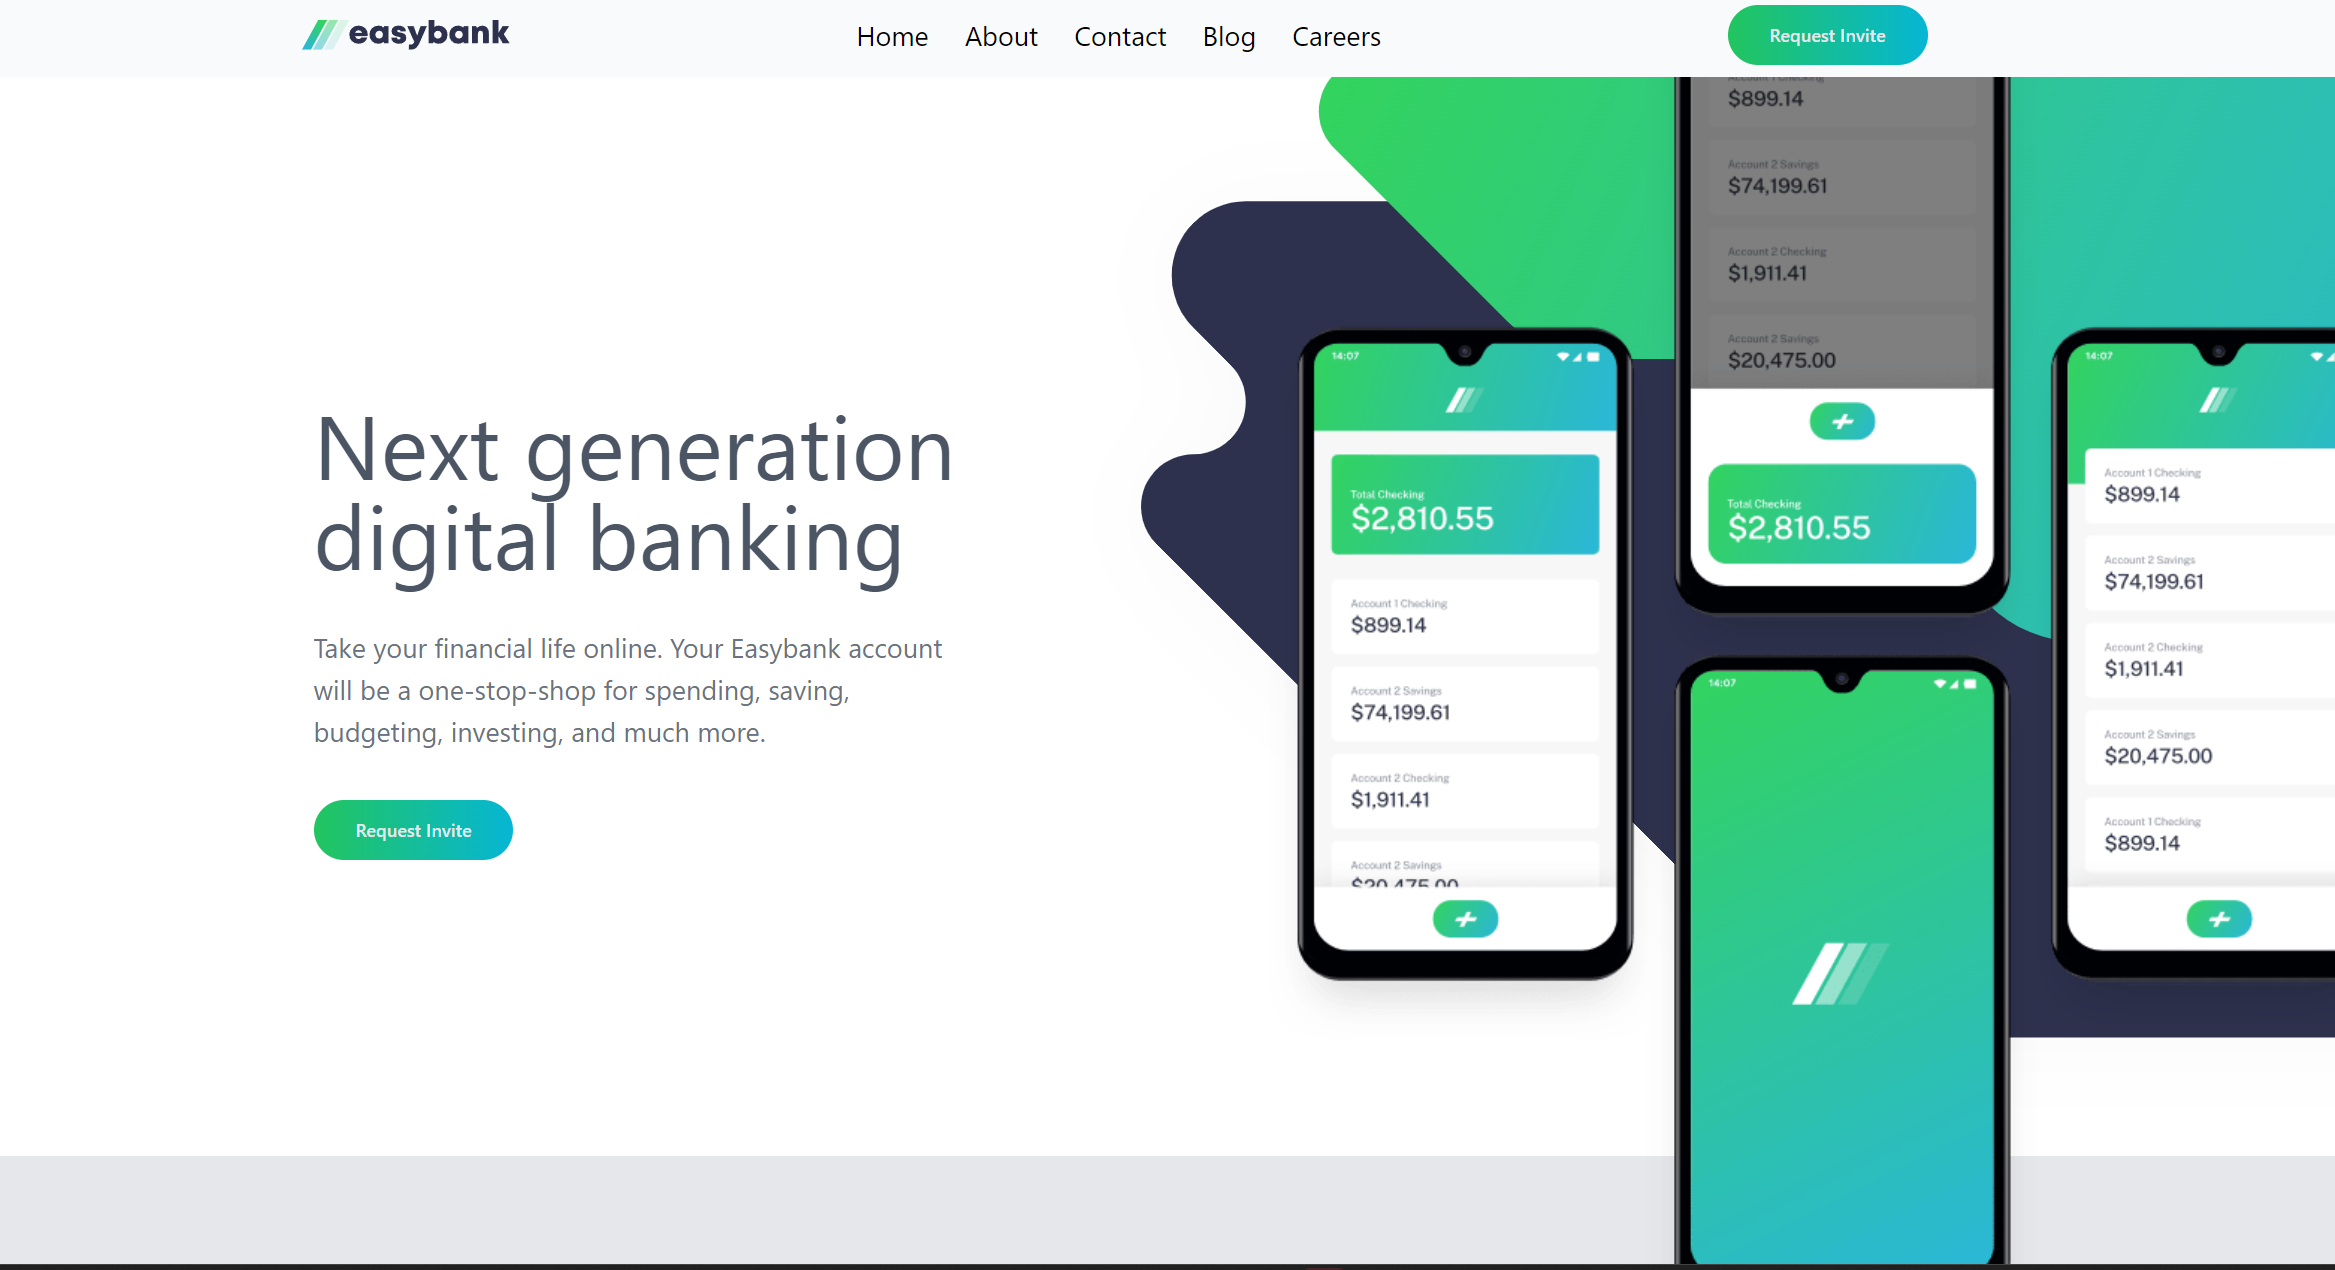 easybank
Home About Contact Blog Careers
Request Invite
Next generation
digital banking
Take your financial life online. Your Easybank account
will be a one-stop-shop for spending, saving,
budgeting, investing, and much more.
Request Invite
14:07
Total Checking
$2,810.55
Account 1 Checking
$899.14
Account 2 Savings
$74,199.61
Account 2 Checking
$1,911.41
Account 2 Savings
$20,475.00
Account 1 Checking
$899.14
Account 2 Savings
$74,199.61
Account 2 Checking
$1,911.41
Account 2 Savings
$20,475.00
Total Checking
$2,810.55
14:07
14:07
Account 1 Checking
$899.14
Account 2 Savings
$74,199.61
Account 2 Checking
$1,911.41
Account 2 Savings
$20,475.00
Account 1 Checking
$899.14